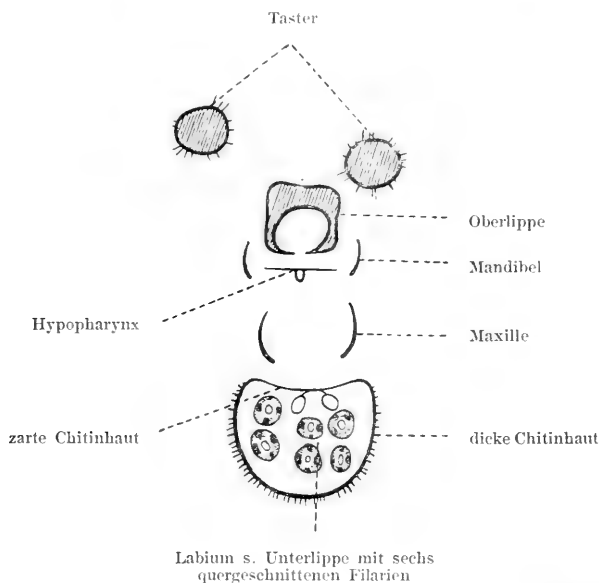 Taster
Oberlippe
Mandibel
Hypopharynx
Maxille
zarte Chitinhaut
dicke Chitinhaut
Labium s. Unterlippe mit sechs
quergeschnittenen Filarien